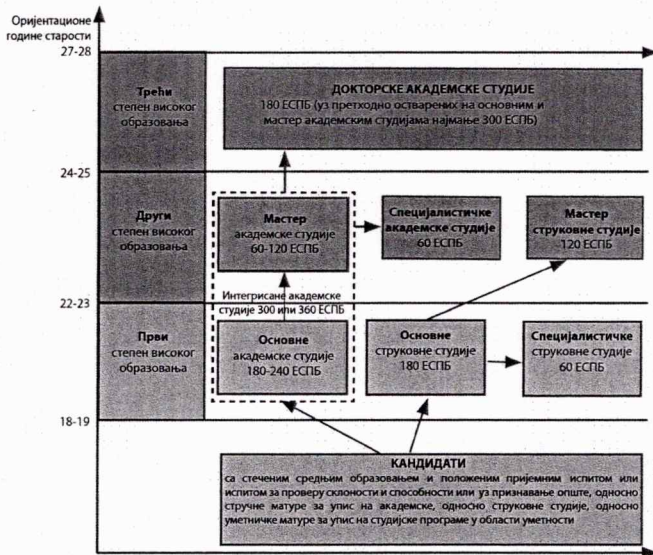 Оријентационе
године старости
27-28
Трећи
степен високог
образовања
ДОКТОРСКЕ АКАДЕМСКЕ СТУДИЈЕ
180 ЕСПБ (уз претходно остварених на основним и
мастер академским студијама најмање 300 ЕСПБ)
24-25
Други
степен високог
образовања
Мастер
академске студије
60-120 ЕСПБ
Специјалистичке
академске студије
60 ЕСПБ
Мастер
струковне студије
120 ЕСПБ
22-23
Интегрисане академске
студије 300 или 360 ЕСПБ
Први
степен високог
образовања
Основне
академске студије
180-240 ЕСПБ
Основне
струковне студије
180 ЕСПБ
Специјалистичке
струковне студије
60 ЕСПБ
18-19
КАНДИДАТИ
са стеченим средњим образовањем и положеним пријемним испитом или
испитом за проверу склоности и способности или уз признавање опште, односно
стручне матуре за упис на академске, односно струковне студије, односно
уметничке матуре за упис на студијске програме у области уметности